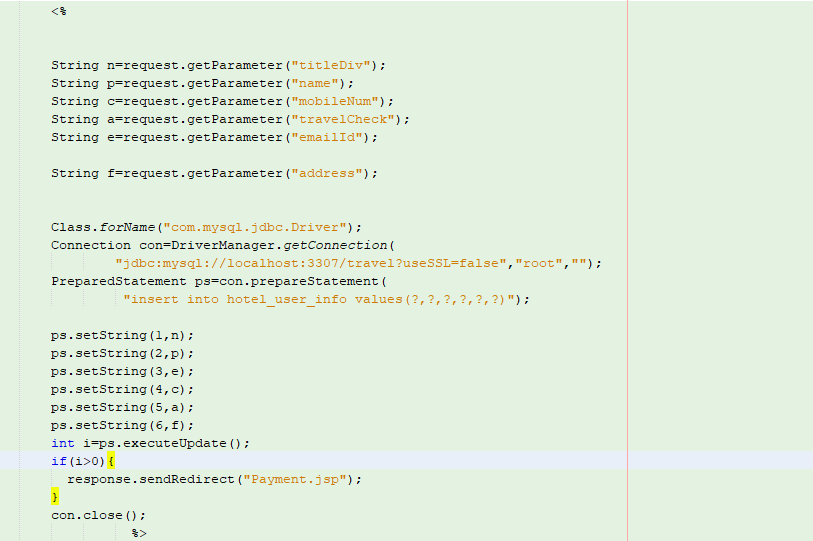 <%
String n=request.getParameter("titleDiv");
String p=request.getParameter("name");
String c=request.getParameter("mobileNum");
String a=request.getParameter("travelCheck");
String e=request.getParameter("emailId");
String f=request.getParameter("address");
Class.forName("com.mysql.jdbc.Driver");
Connection con=DriverManager.getConnection(
"jdbc:mysql://localhost:3307/travel?useSSL=false","root","");
PreparedStatement ps=con.prepareStatement(
"insert into hotel_user_info values(?,?,?,?,?,?)");
ps.setString(1,n);
ps.setString(2,p);
ps.setString(3,e);
ps.setString(4,c);
ps.setString(5,a);
ps.setString(6,f);
int i=ps.executeUpdate();
if(i>0){
response.sendRedirect("Payment.jsp");
}
con.close();
%>